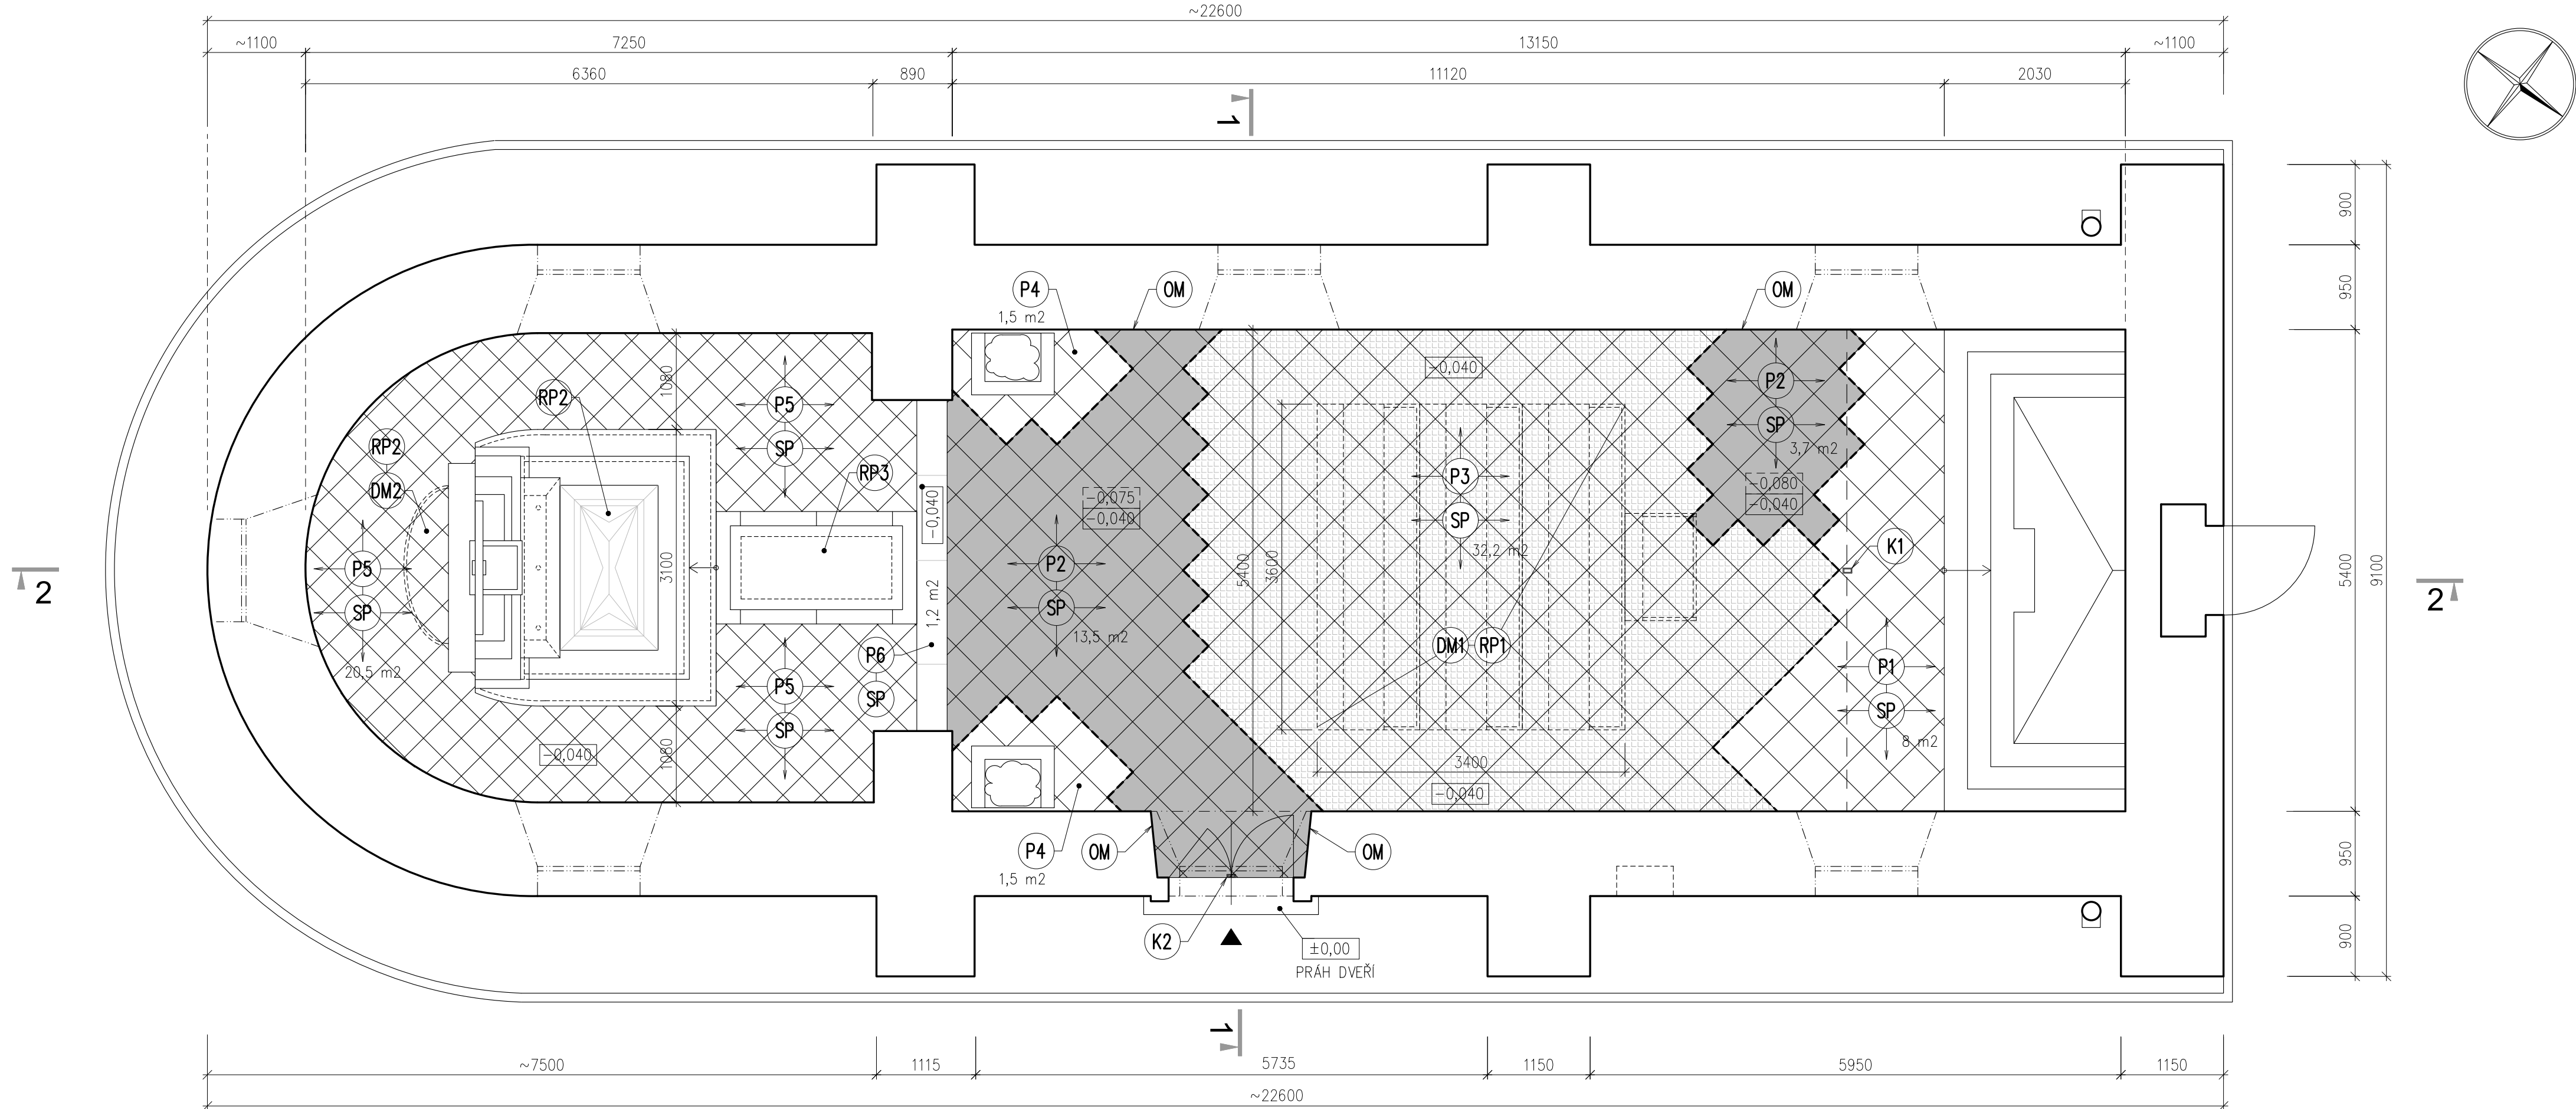 ~22600
~1100
7250
13150
~1100
6360
890
11120
2030
1
900
950
P4
1,5 m2
OM
OM
5400
9100
1080
-0,040
P2
SP
3,7 m2
-0,080
-0,040
RP2
P5
SP
RP2
DM2
RP3
-0,040
-0,075
-0,040
P3
SP
32,2 m2
K1
3100
P5
SP
20,5 m2
P2
SP
13,5 m2
1,2 m2
5400
3600
2
2
P6
SP
P5
SP
DM1
RP1
P1
SP
8 m2
1080
-0,040
3400
-0,040
P4
1,5 m2
OM
OM
950
K2
±0,00
PRÁH DVEŘÍ
900
1
~7500
1115
5735
1150
5950
1150
~22600